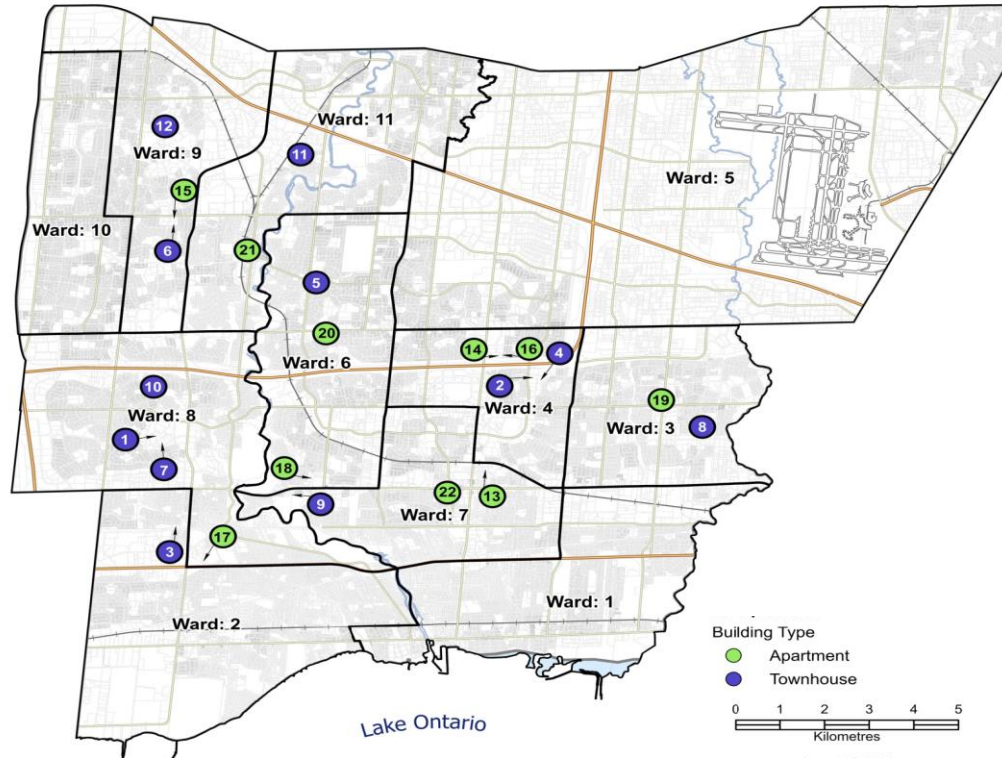 12
Ward: 11
Ward: 9
11
Ward: 5
15
Ward: 10
6
21
5
20
14
16
4
Ward: 6
10
2
Ward: 4
19
Ward: 8
Ward: 3
8
1
7
18
22
13
9
Ward: 7
17
3
Ward: 1
Ward: 2
Building Type
Apartment
Townhouse
Lake Ontario
0 1 2 3 4 5
Kilometres